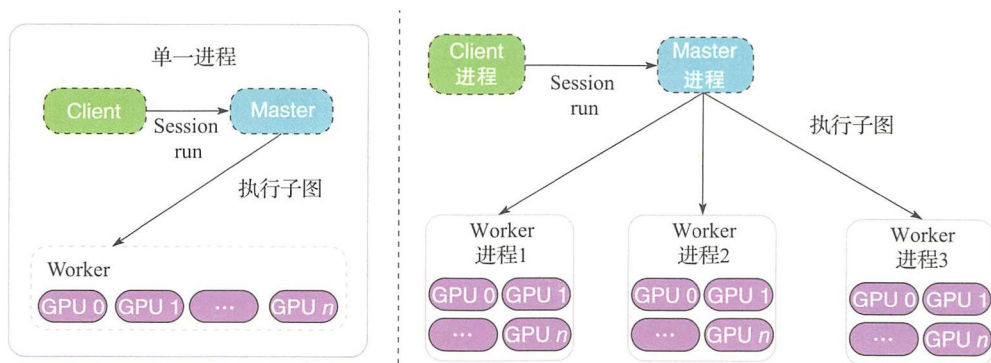 单一进程
Client
Master
Session
run
执行子图
Worker
GPU 0
GPU 1
...
GPU n
Client
进程
Master
进程
Session
run
执行子图
Worker
进程1
GPU 0
GPU 1
...
GPU n
Worker
进程2
GPU 0
GPU 1
...
GPU n
Worker
进程3
GPU 0
GPU 1
...
GPU n